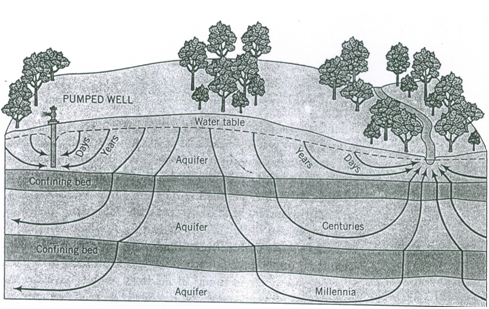 PUMPED WELL
Water table
Days
Years
Aquifer
Years
Days
Confining bed
Aquifer
Centuries
Confining bed
Aquifer
Millennia